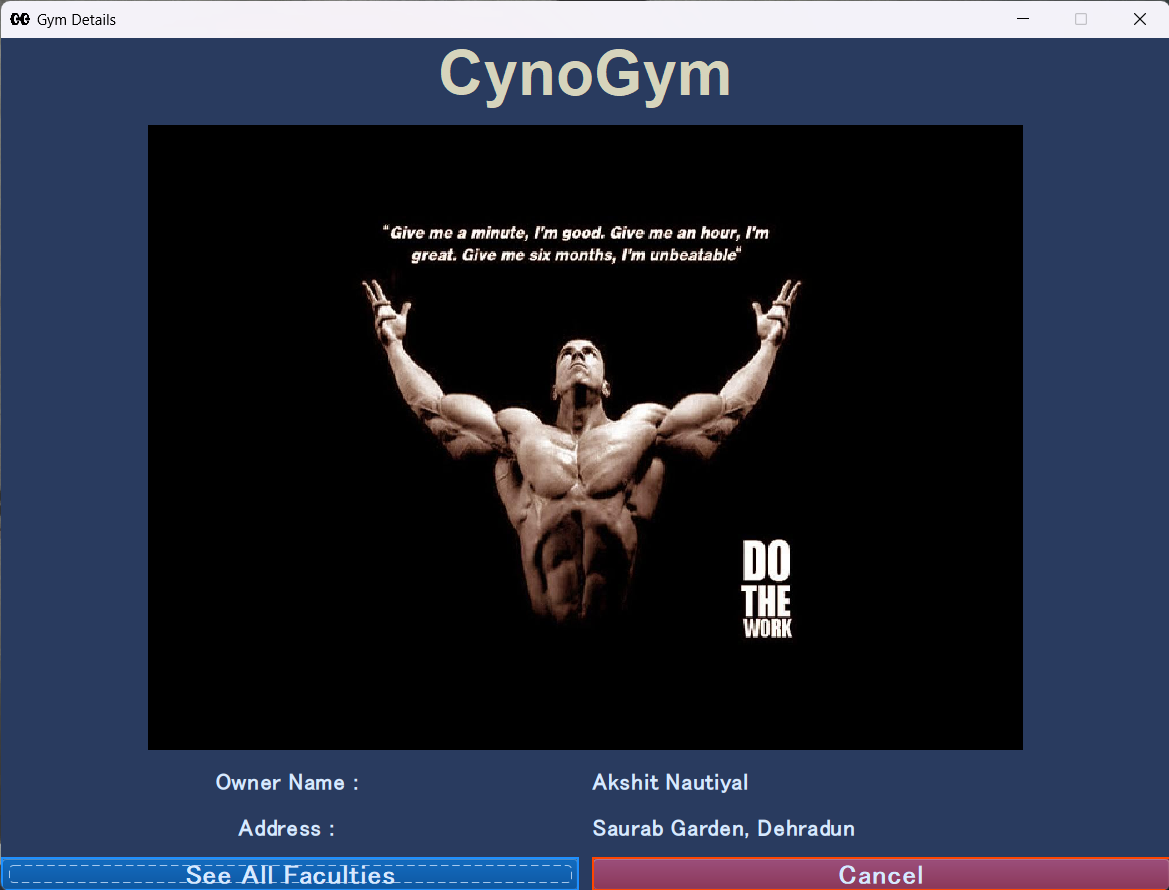 Gym Details
CynoGym
"Give me a minute, I'm good. Give me an hour, I'm
great. Give me six months, I'm unbeatable"
DO
THE
WORK
Owner Name : Akshit Nautiyal
Address : Saurab Garden, Dehradun
See All Faculties Cancel